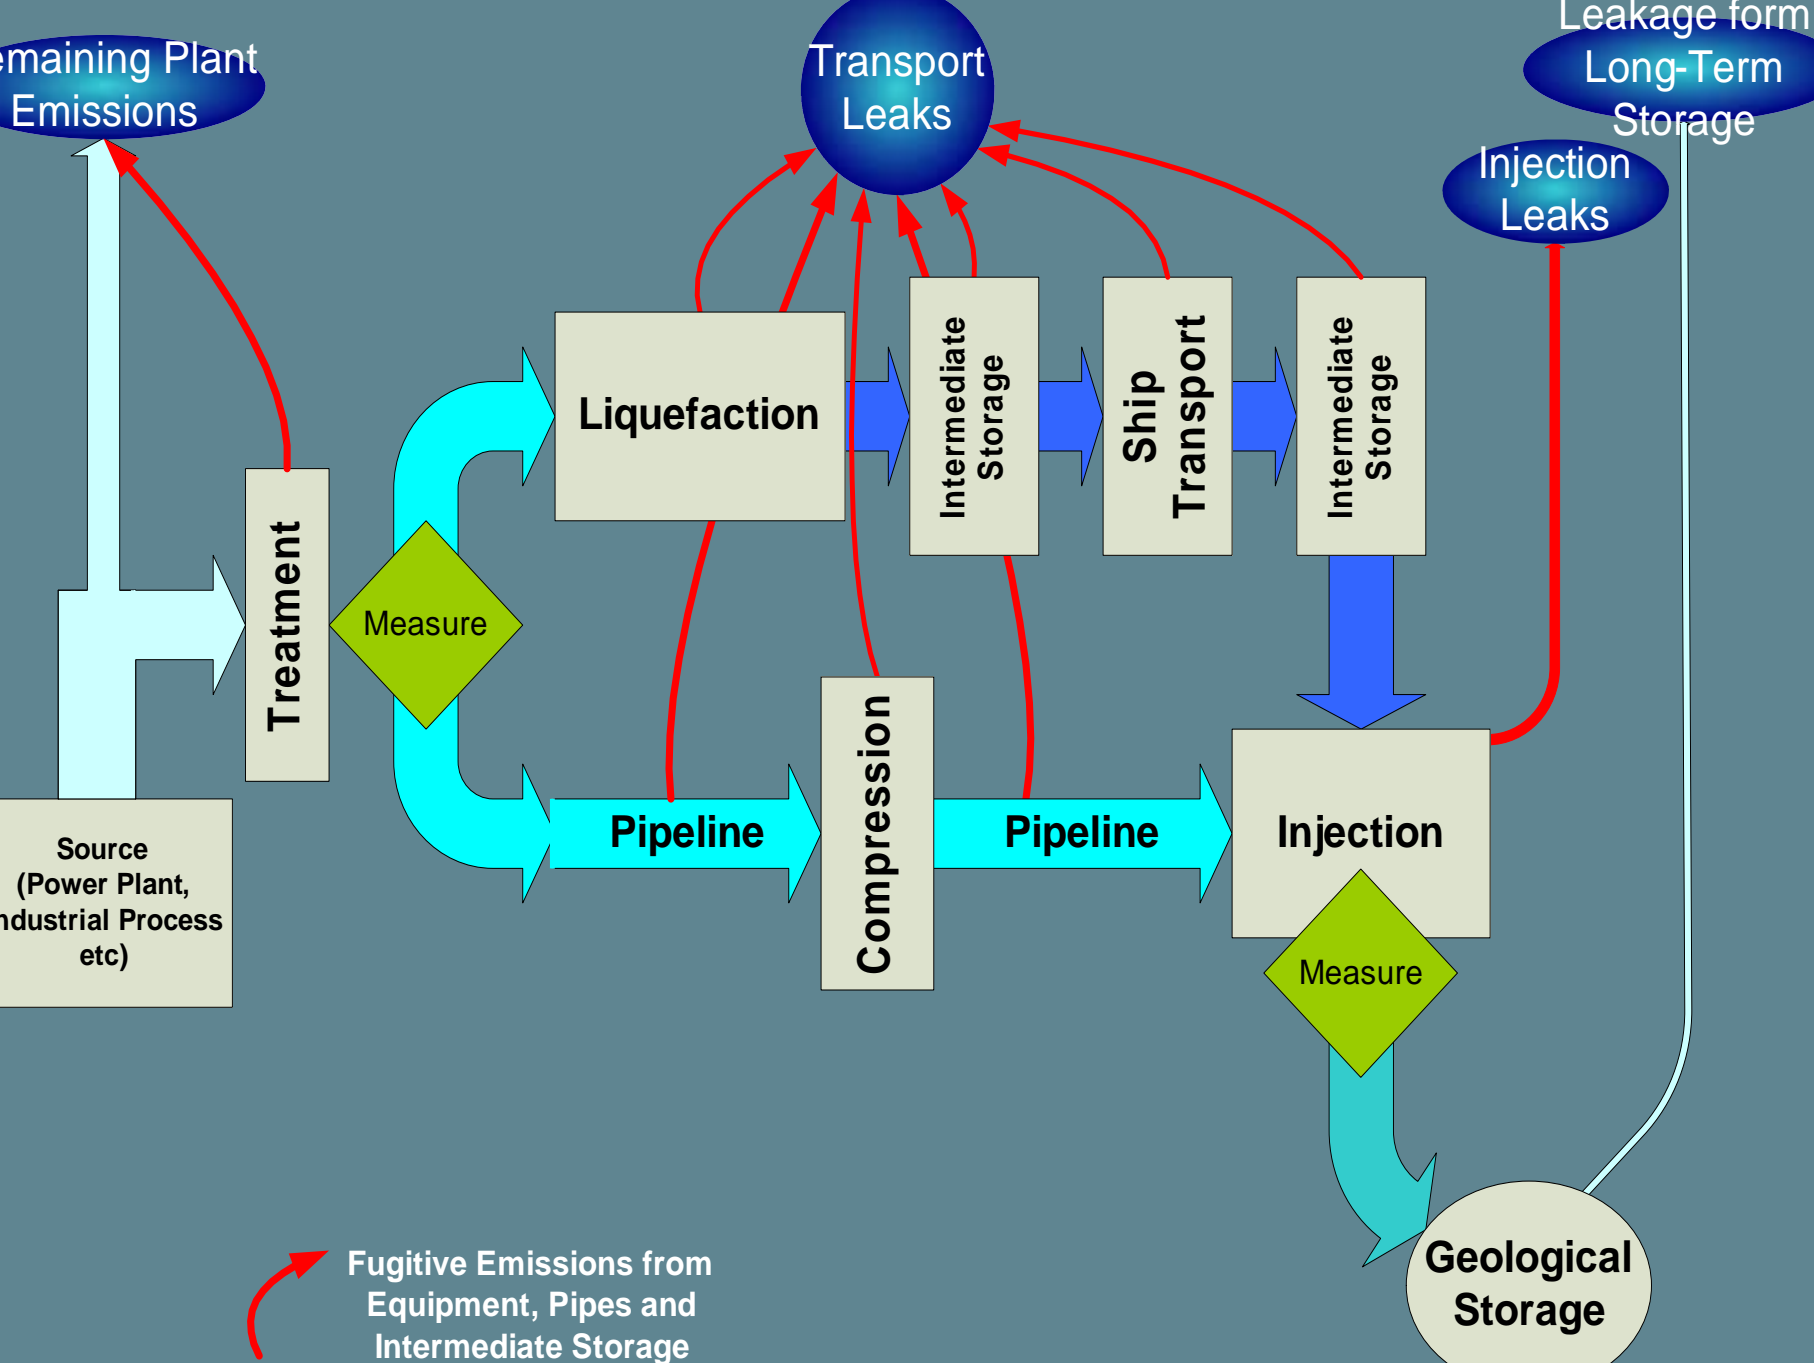 emaining Plant
Emissions
Transport
Leaks
Leakage form
Long-Term
Storage
Injection
Leaks
Liquefaction
Intermediate
Storage
Ship
Transport
Intermediate
Storage
Treatment
Measure
Pipeline
Compression
Pipeline
Injection
Source
(Power Plant,
ndustrial Process
etc)
Measure
Geological
Storage
Fugitive Emissions from
Equipment, Pipes and
Intermediate Storage